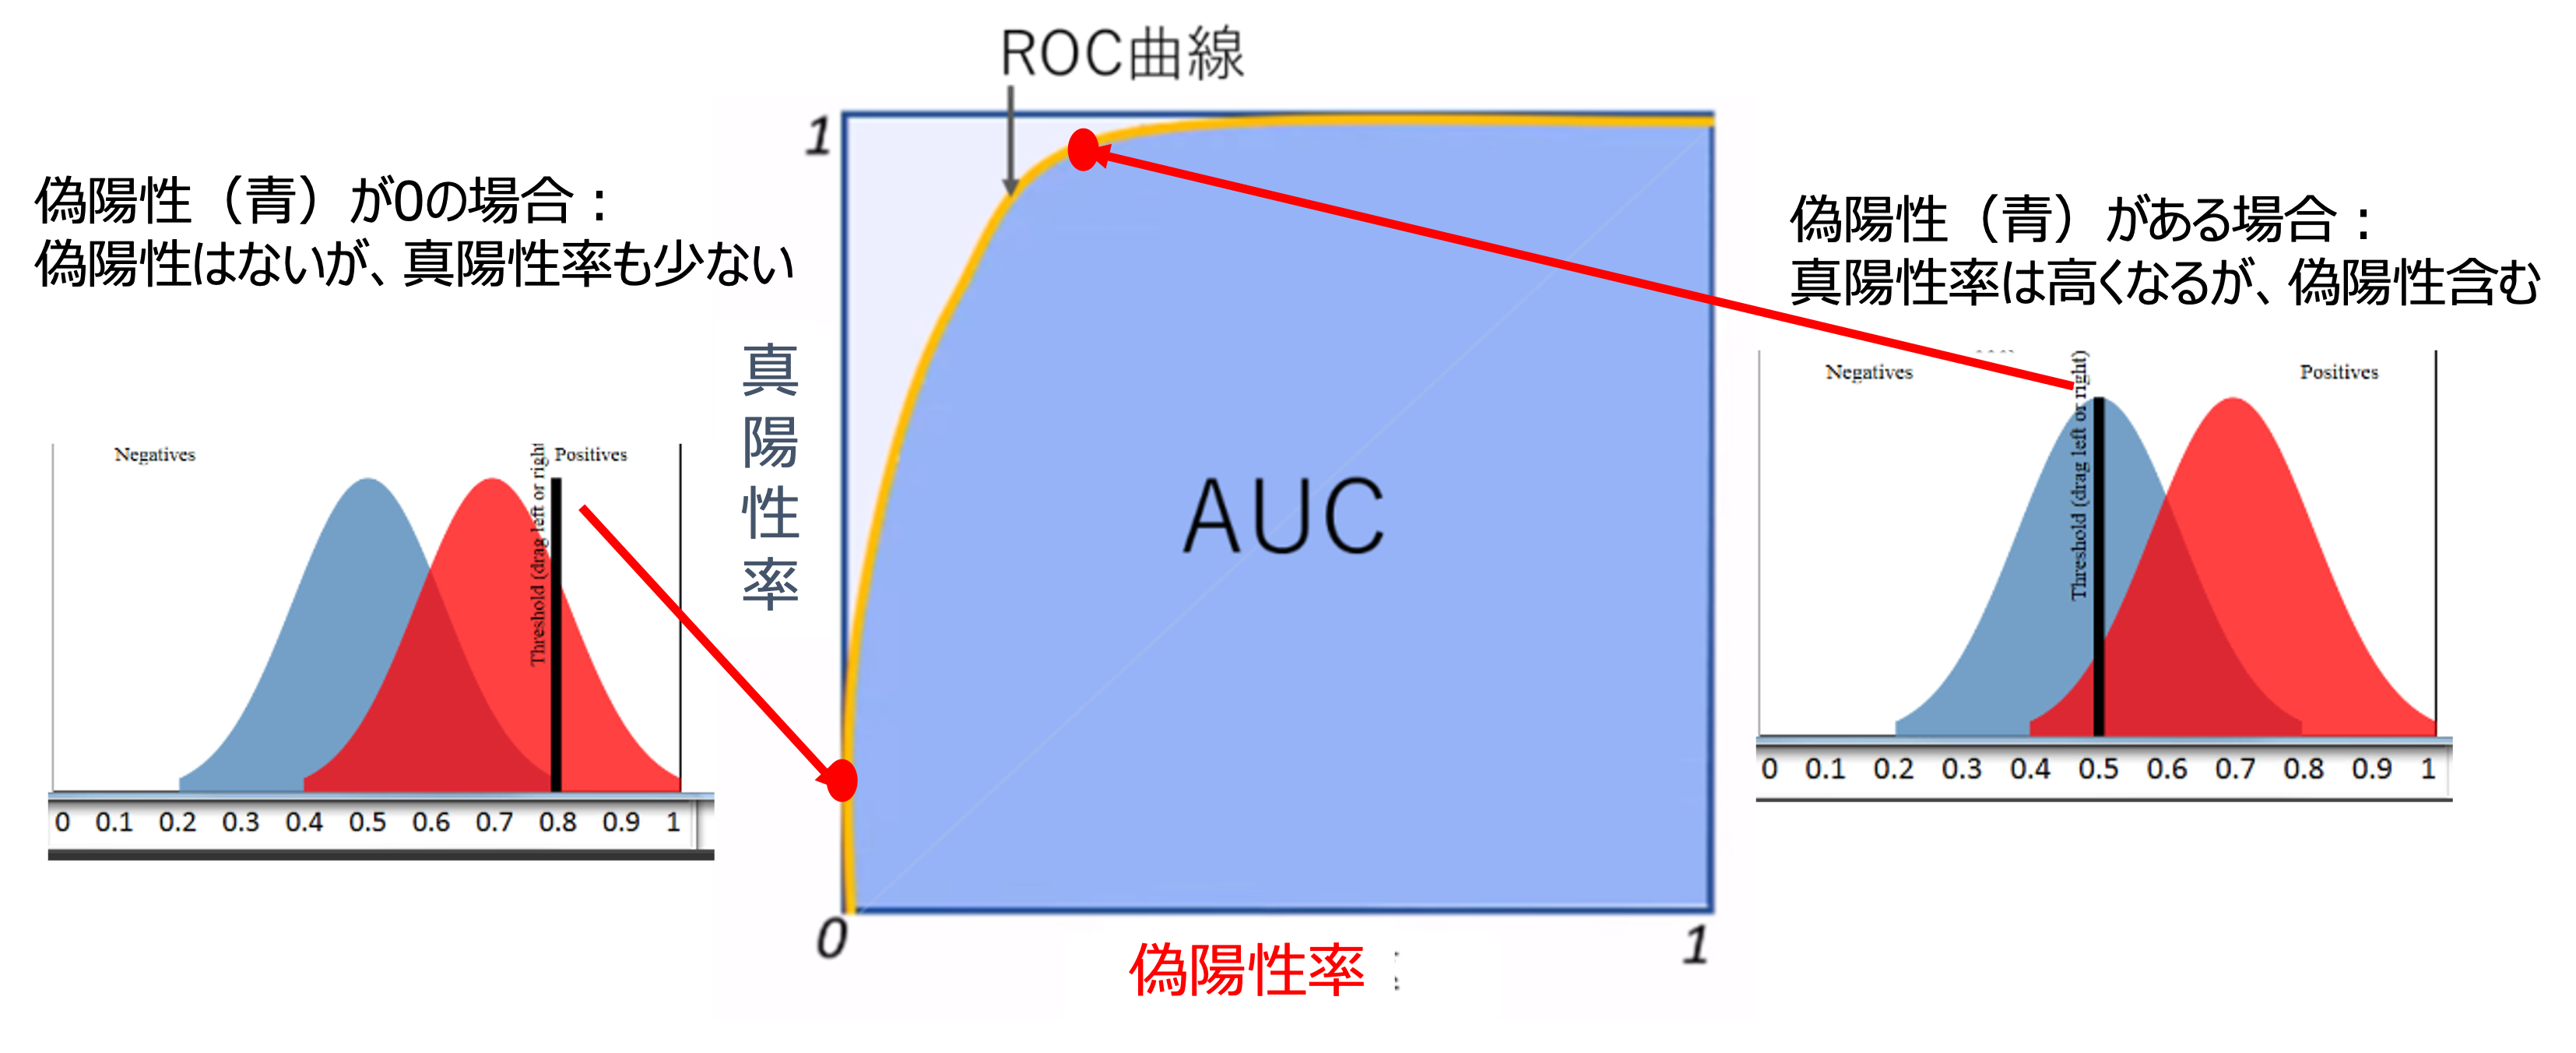 ROC曲線
1
偽陽性（青）が0の場合：
偽陽性はないが、真陽性率も少ない
偽陽性（青）がある場合：
真陽性率は高くなるが、偽陽性含む
真陽性率
AUC
0
1
偽陽性率
Negatives
Positives
Threshold (drag left or righ
0 0.1 0.2 0.3 0.4 0.5 0.6 0.7 0.8 0.9 1
Negatives
Positives
Threshold (drag left or right)
0 0.1 0.2 0.3 0.4 0.5 0.6 0.7 0.8 0.9 1